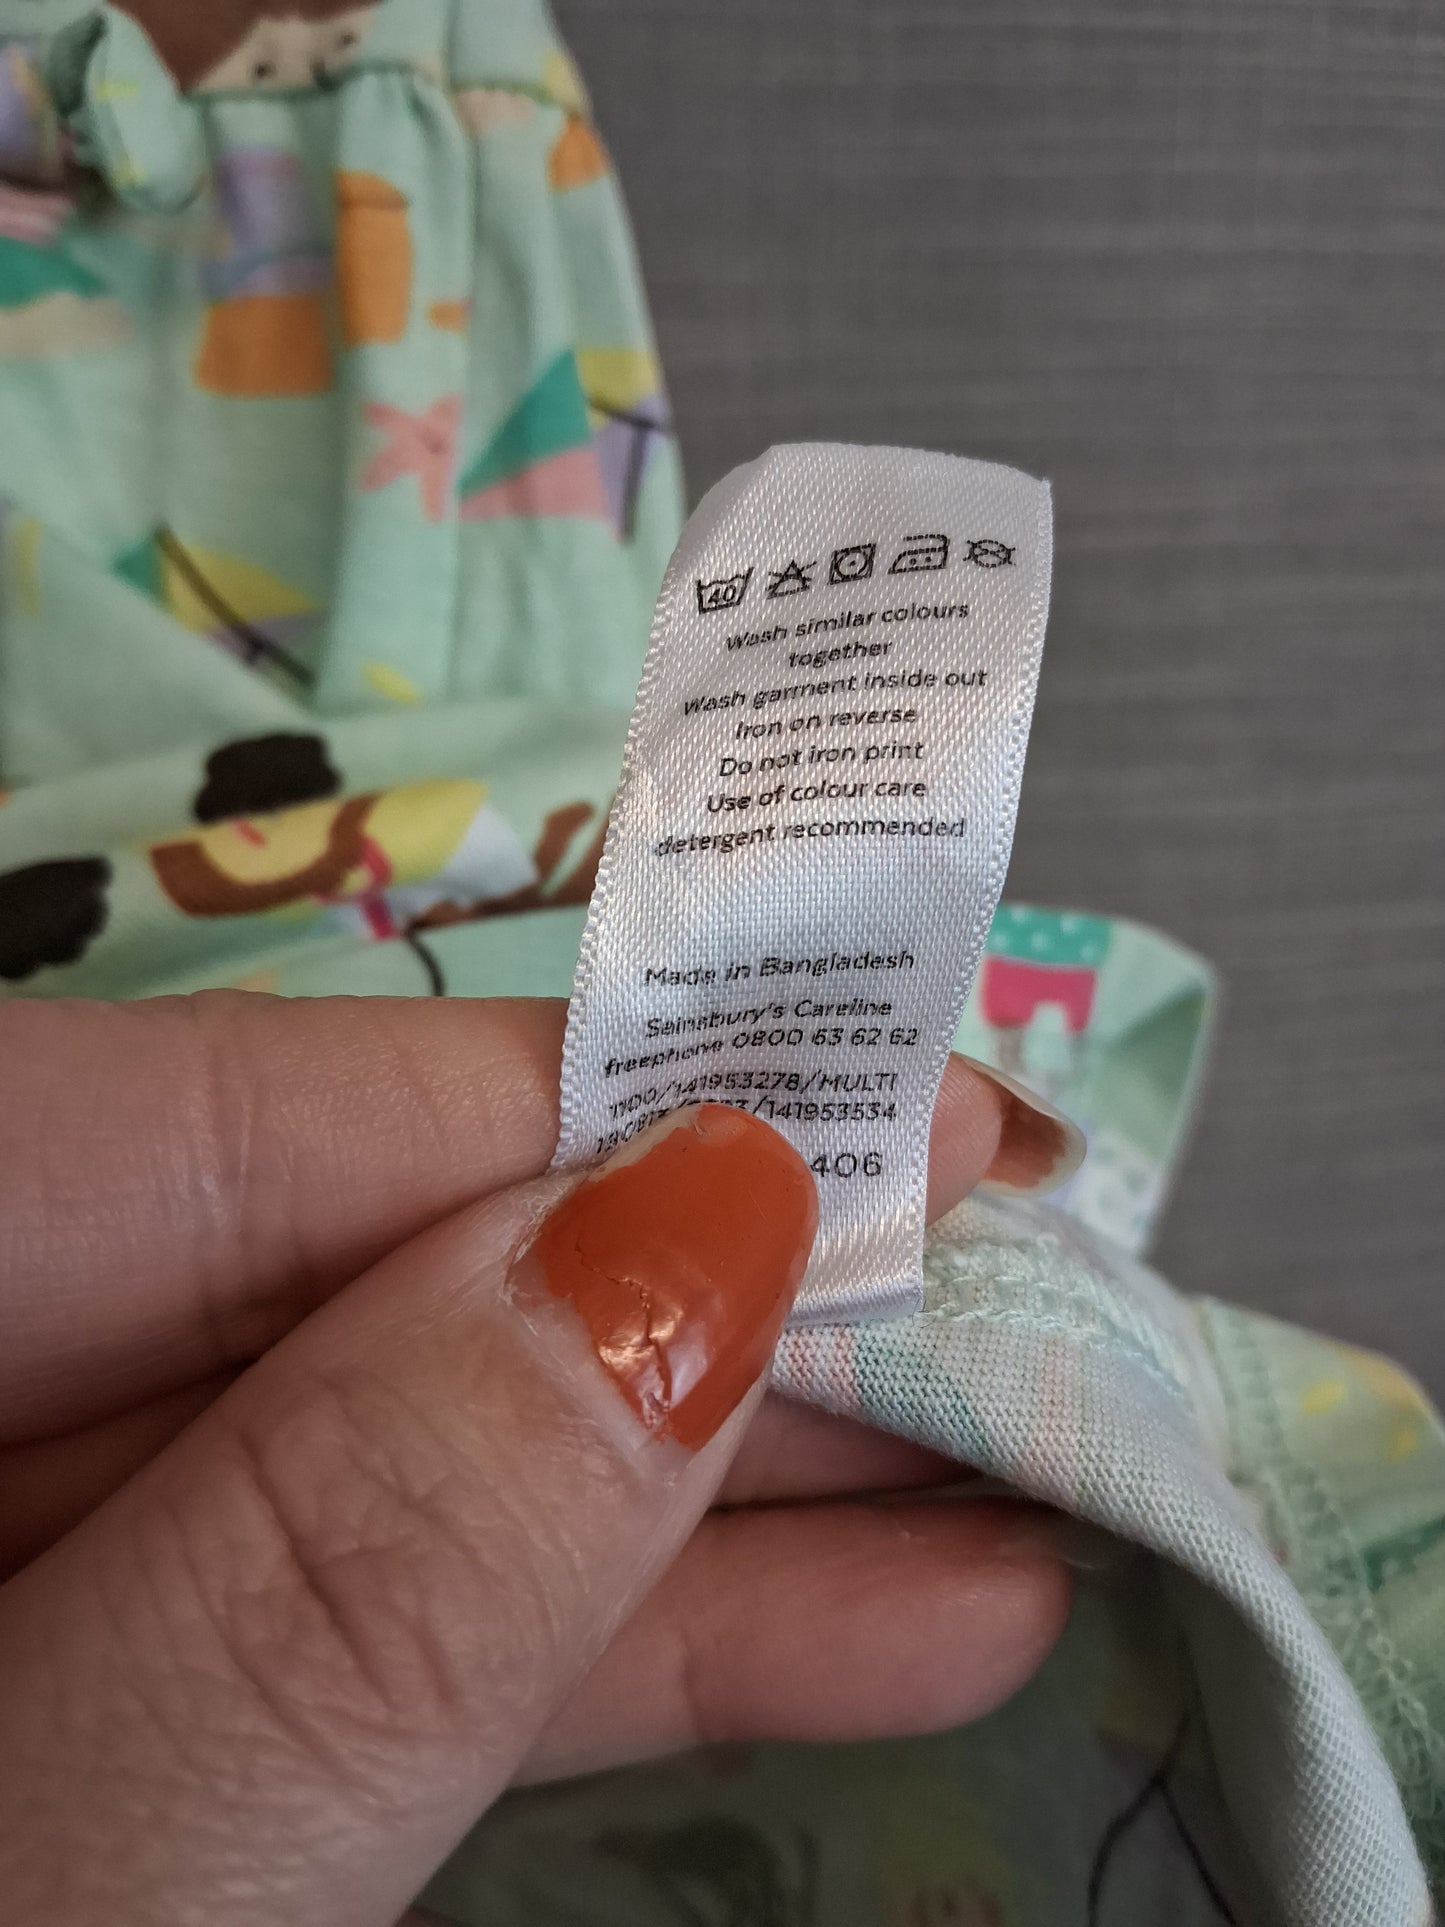 40
Wash similar colours
together
Wash garment inside out
Iron on reverse
Do not iron print
Use of colour care
detergent recommended
Made in Bangladesh
Sainsbury's Careline
freephone 0800 63 62 62
1100/141953278/MULTI
/141953534
406